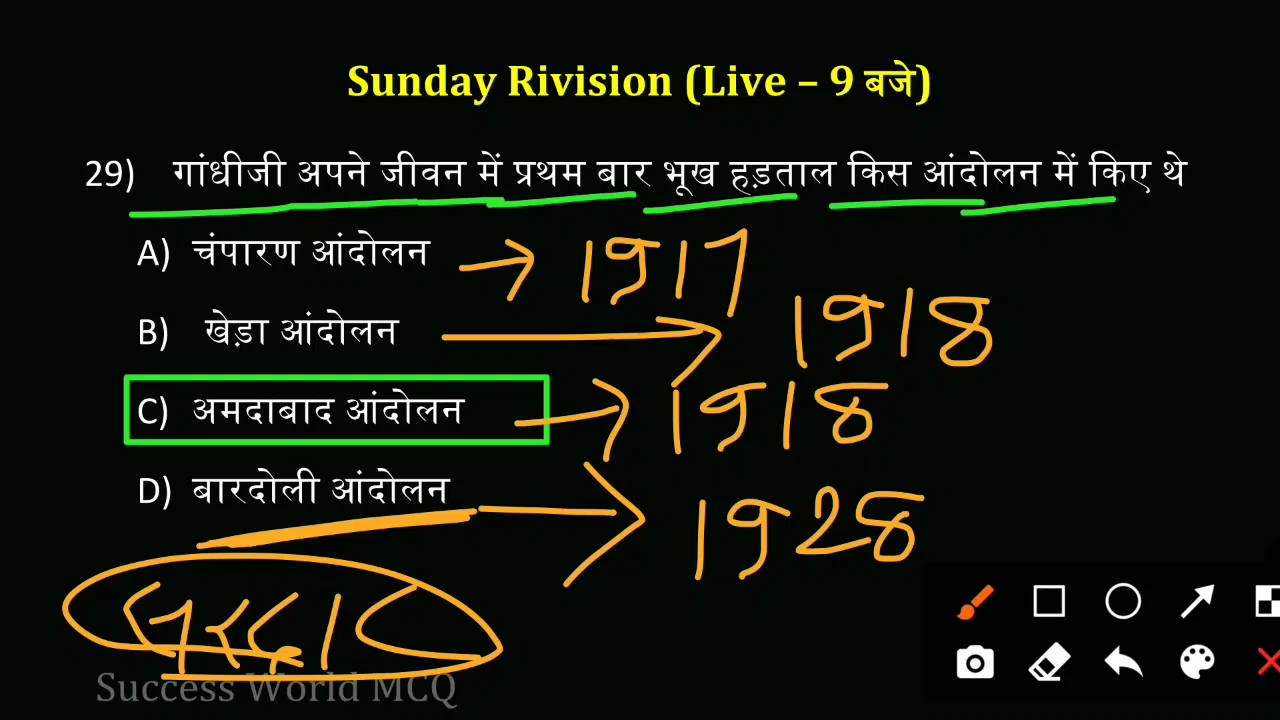 Sunday Rivision (Live – 9 बजे)
29) गांधीजी अपने जीवन में प्रथम बार भूख हड़ताल किस आंदोलन में किए थे
A) चंपारण आंदोलन → 1917
B) खेड़ा आंदोलन → 1918
C) अमदाबाद आंदोलन → 1918
D) बारदोली आंदोलन → 1928
Success World MCQ